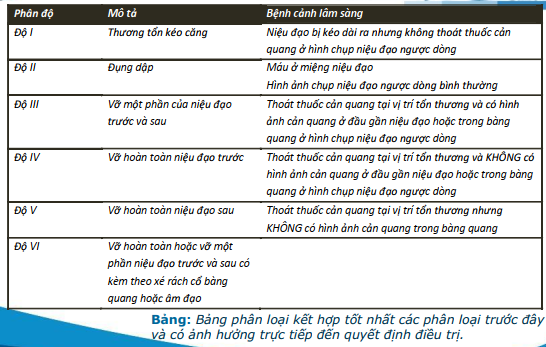 Phân độ Mô tả Bệnh cảnh lâm sàng
Độ I Thương tổn kéo căng Niệu đạo bị kéo dài ra nhưng không thoát thuốc cản
quang ở hình chụp niệu đạo ngược dòng
Độ II Đụng dập Máu ở miệng niệu đạo
Hình ảnh chụp niệu đạo ngược dòng bình thường
Độ III Vỡ một phần của niệu đạo Thoát thuốc cản quang tại vị trí tổn thương và có hình
trước và sau ảnh cản quang ở đầu gần niệu đạo hoặc trong bàng
quang ở hình chụp niệu đạo ngược dòng
Độ IV Vỡ hoàn toàn niệu đạo trước Thoát thuốc cản quang tại vị trí tổn thương và KHÔNG có
hình ảnh cản quang ở đầu gần niệu đạo hoặc trong bàng
quang ở hình chụp niệu đạo ngược dòng
Độ V Vỡ hoàn toàn niệu đạo sau Thoát thuốc cản quang tại vị trí tổn thương nhưng
KHÔNG có hình ảnh cản quang trong bàng quang
Độ VI Vỡ hoàn toàn hoặc vỡ một
phần niệu đạo trước và sau có
kèm theo xé rách cổ bàng
quang hoặc âm đạo
Bảng: Bảng phân loại kết hợp tốt nhất các phân loại trước đây
và có ảnh hưởng trực tiếp đến quyết định điều trị.